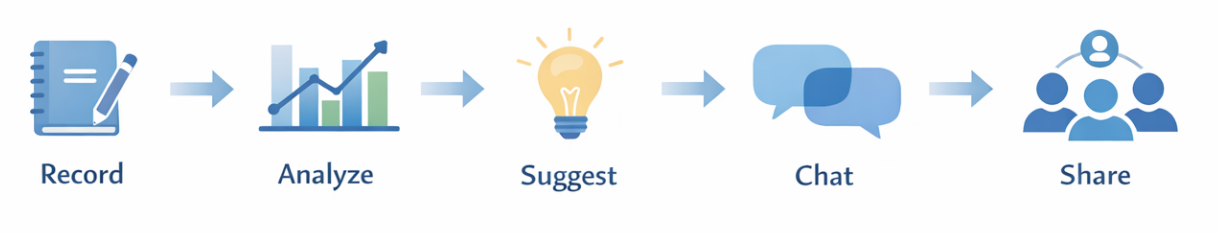 Record
Analyze
Suggest
Chat
Share